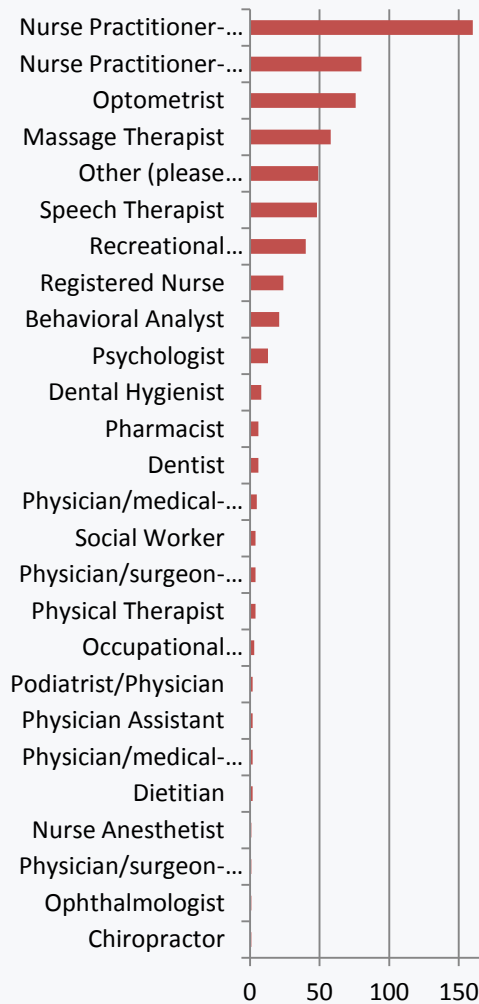 Nurse Practitioner-...
Nurse Practitioner-...
Optometrist
Massage Therapist
Other (please...
Speech Therapist
Recreational...
Registered Nurse
Behavioral Analyst
Psychologist
Dental Hygienist
Pharmacist
Dentist
Physician/medical-...
Social Worker
Physician/surgeon-...
Physical Therapist
Occupational...
Podiatrist/Physician
Physician Assistant
Physician/medical-...
Dietitian
Nurse Anesthetist
Physician/surgeon-...
Ophthalmologist
Chiropractor
0 50 100 150